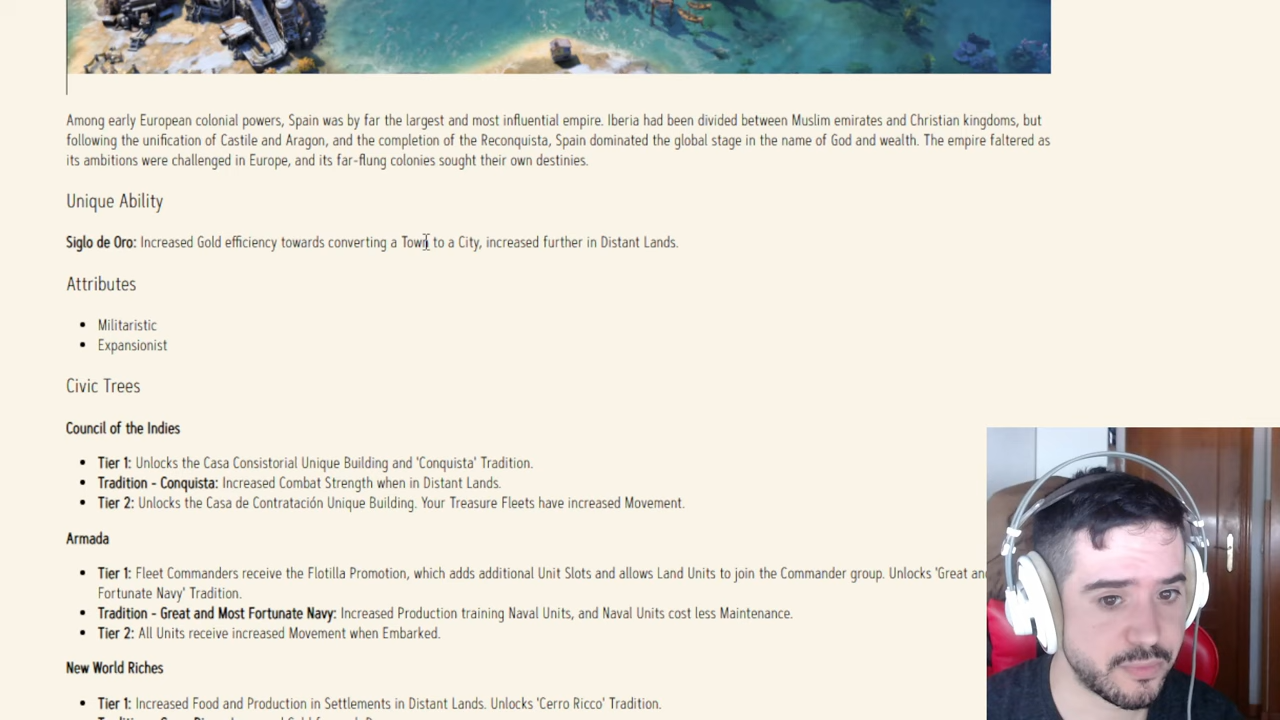 Among early European colonial powers, Spain was by far the largest and most influential empire. Iberia had been divided between Muslim emirates and Christian kingdoms, but
following the unification of Castile and Aragon, and the completion of the Reconquista, Spain dominated the global stage in the name of God and wealth. The empire faltered as
its ambitions were challenged in Europe, and its far-flung colonies sought their own destinies.
Unique Ability
Siglo de Oro: Increased Gold efficiency towards converting a Town to a City, increased further in Distant Lands.
Attributes
• Militaristic
• Expansionist
Civic Trees
Council of the Indies
• Tier 1: Unlocks the Casa Consistorial Unique Building and 'Conquista' Tradition.
• Tradition - Conquista: Increased Combat Strength when in Distant Lands.
• Tier 2: Unlocks the Casa de Contratación Unique Building. Your Treasure Fleets have increased Movement.
Armada
• Tier 1: Fleet Commanders receive the Flotilla Promotion, which adds additional Unit Slots and allows Land Units to join the Commander group. Unlocks 'Great and
Fortunate Navy' Tradition.
• Tradition - Great and Most Fortunate Navy: Increased Production training Naval Units, and Naval Units cost less Maintenance.
• Tier 2: All Units receive increased Movement when Embarked.
New World Riches
• Tier 1: Increased Food and Production in Settlements in Distant Lands. Unlocks 'Cerro Ricco' Tradition.